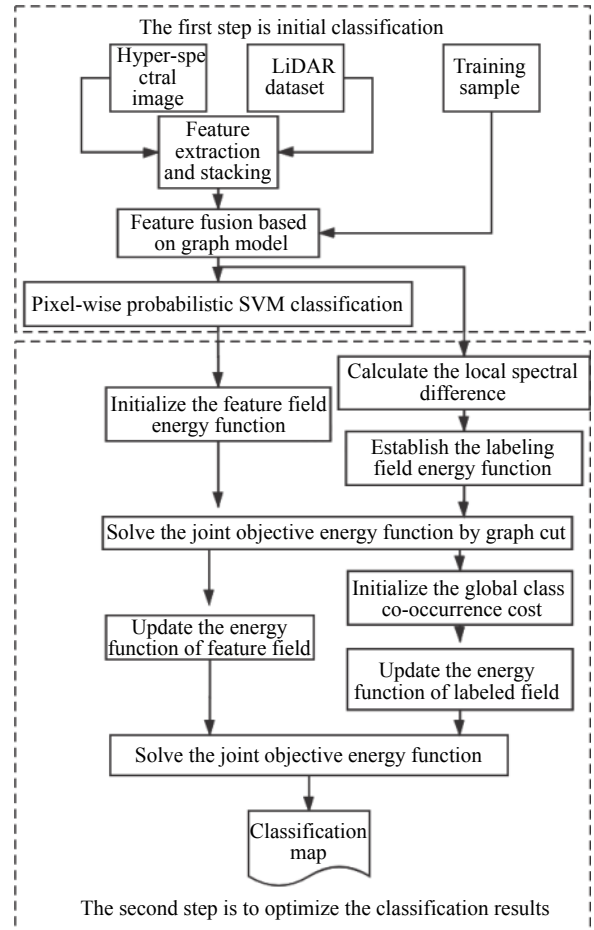 The first step is initial classification
Hyper-spe
ctral
image
LiDAR
dataset
Training
sample
Feature
extraction
and stacking
Feature fusion based
on graph model
Pixel-wise probabilistic SVM classification
Calculate the local spectral
difference
Initialize the feature field
energy function
Establish the labeling
field energy function
Solve the joint objective energy function by graph cut
Initialize the global class
co-occurrence cost
Update the energy
function of feature field
Update the energy
function of labeled field
Solve the joint objective energy function
Classification
map
The second step is to optimize the classification results